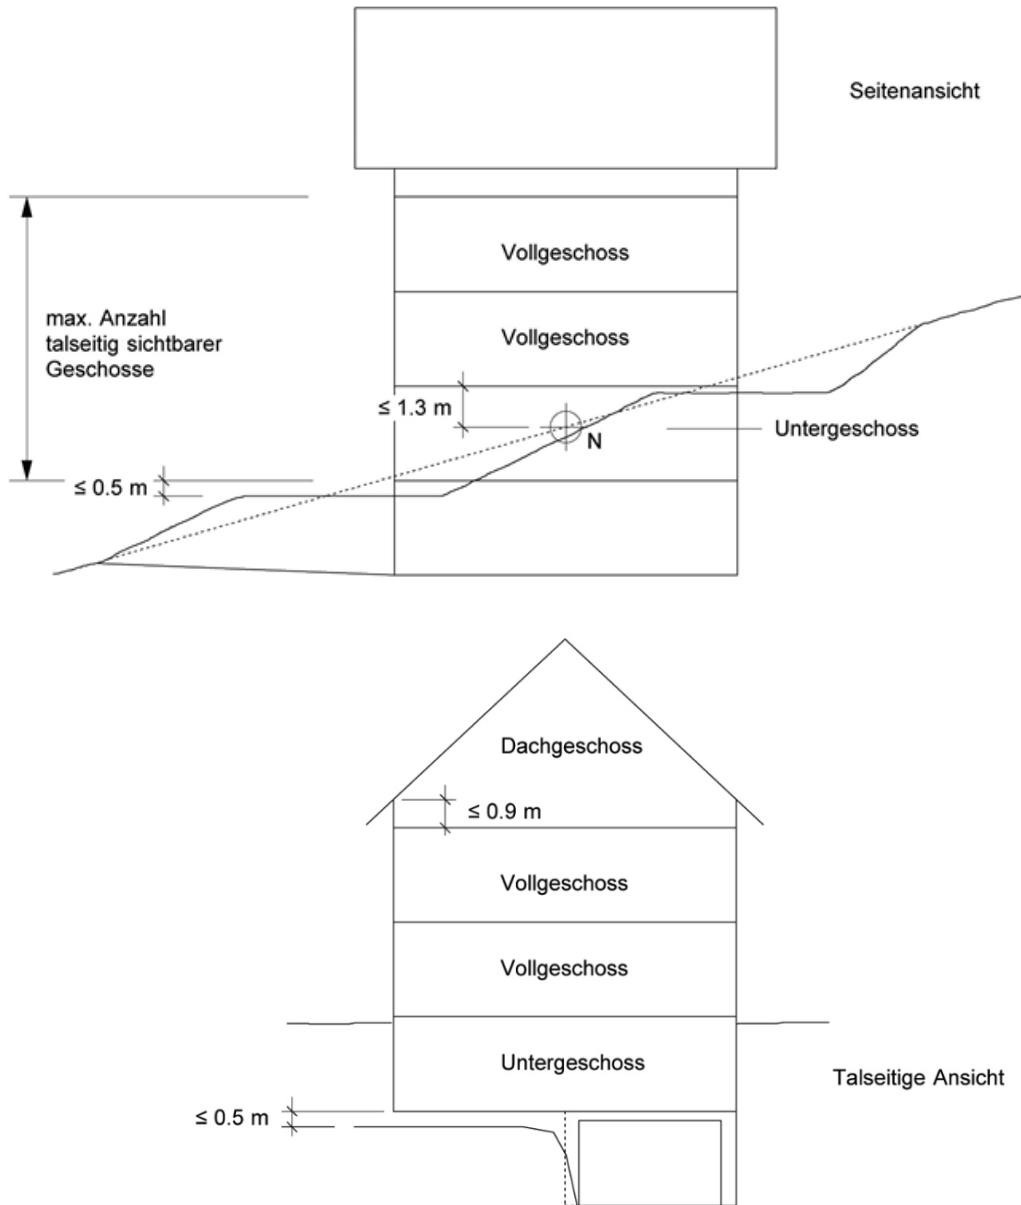 Seitenansicht
Vollgeschoss
max. Anzahl
talseitig sichtbarer
Geschosse
Vollgeschoss
≤ 1.3 m
N
Untergeschoss
≤ 0.5 m
Dachgeschoss
≤ 0.9 m
Vollgeschoss
Vollgeschoss
Untergeschoss
Talseitige Ansicht
≤ 0.5 m